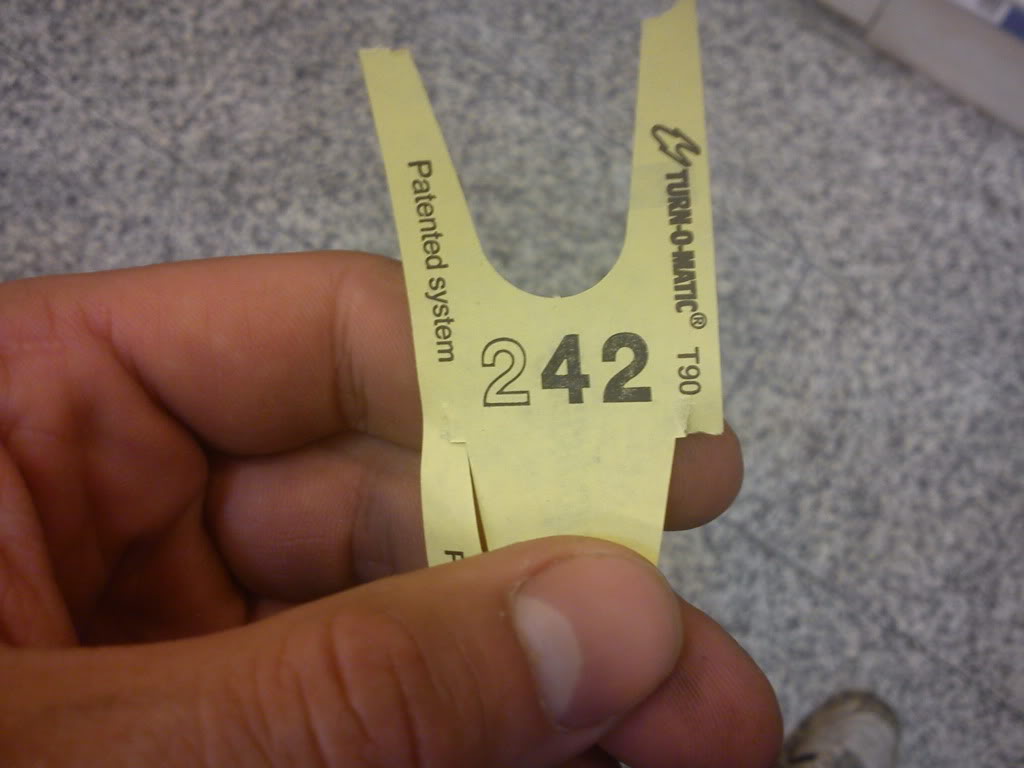 Patented system
242
TURN-O-MATIC® T90